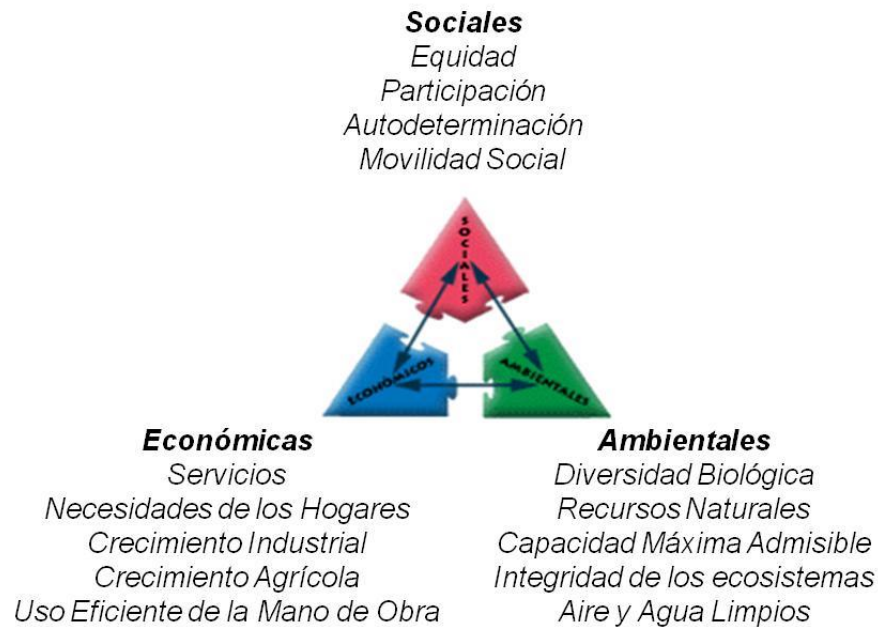 Sociales
Equidad
Participación
Autodeterminación
Movilidad Social
SOCIALES
ECONÓMICOS
AMBIENTALES
Económicas
Servicios
Necesidades de los Hogares
Crecimiento Industrial
Crecimiento Agrícola
Uso Eficiente de la Mano de Obra
Ambientales
Diversidad Biológica
Recursos Naturales
Capacidad Máxima Admisible
Integridad de los ecosistemas
Aire y Agua Limpios